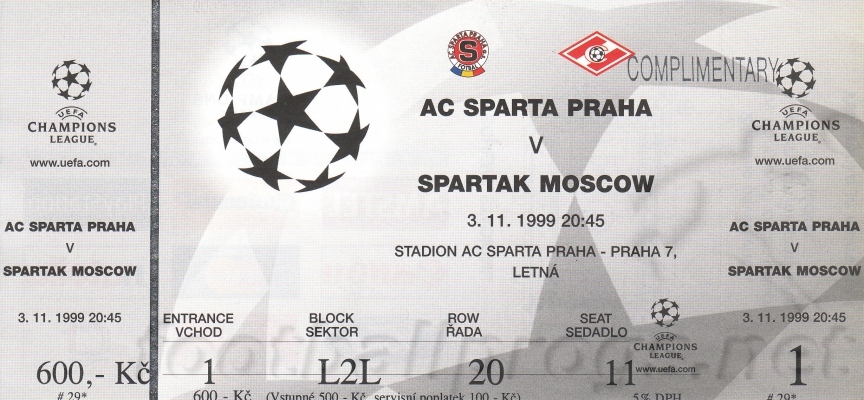 UEFA
CHAMPIONS
LEAGUE®
www.uefa.com
AC SPARTA PRAHA
V
SPARTAK MOSCOW
3. 11. 1999 20:45
600,- Kč
# 29*
AC SPARTA PRAHA
FOTBAL
S
COMPLIMENTARY
AC SPARTA PRAHA
V
SPARTAK MOSCOW
3. 11. 1999 20:45
STADION AC SPARTA PRAHA - PRAHA 7,
LETNÁ
ENTRANCE
VCHOD
1
BLOCK
SEKTOR
L2L
ROW
ŘADA
20
SEAT
SEDADLO
11
600 - Kč (Vstupné 500 - Kč, servisní poplatek 100 - Kč)
5% DPH
UEFA
CHAMPIONS
LEAGUE®
www.uefa.com
UEFA
CHAMPIONS
LEAGUE®
www.uefa.com
AC SPARTA PRAHA
V
SPARTAK MOSCOW
3. 11. 1999 20:45
1
# 29*